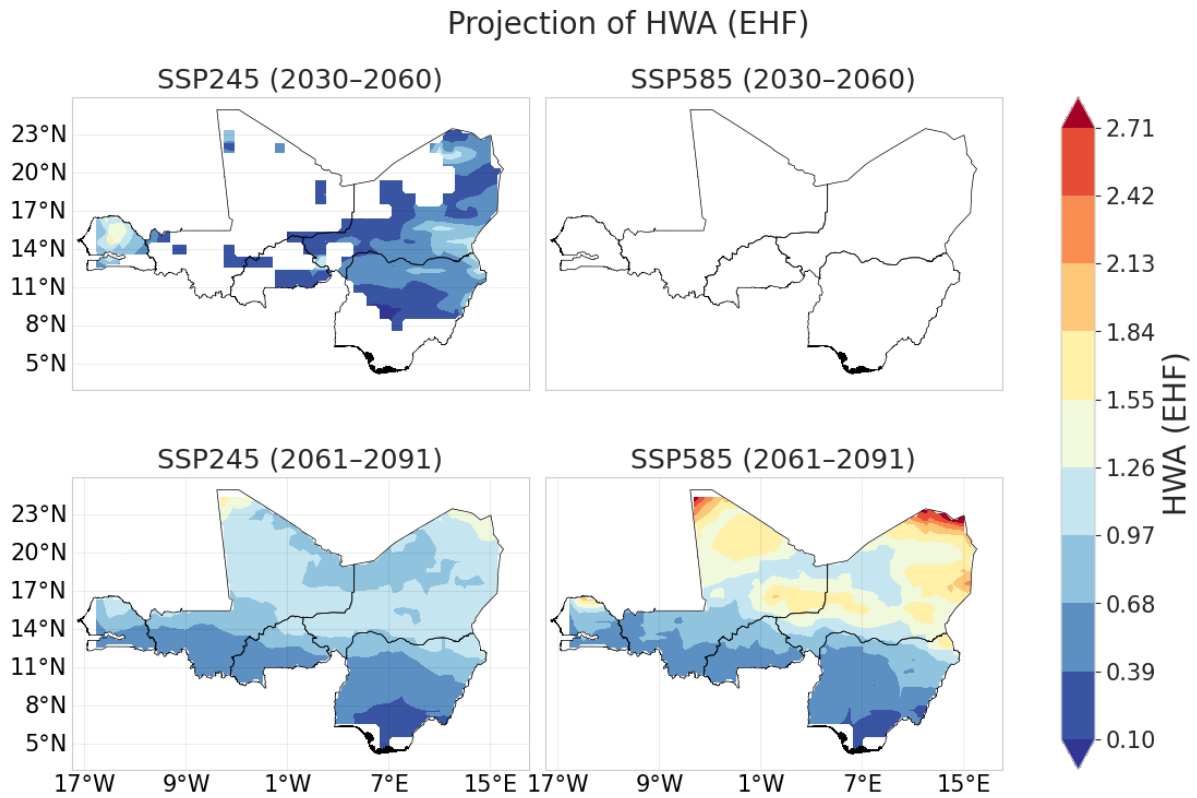 Projection of HWA (EHF)
SSP245 (2030–2060)
SSP585 (2030–2060)
23°N
20°N
17°N
14°N
11°N
8°N
5°N
SSP245 (2061–2091)
SSP585 (2061–2091)
23°N
20°N
17°N
14°N
11°N
8°N
5°N
17°W
9°W
1°W
7°E
15°E
17°W
9°W
1°W
7°E
15°E
2.71
2.42
2.13
1.84
1.55
1.26
0.97
0.68
0.39
0.10
HWA (EHF)